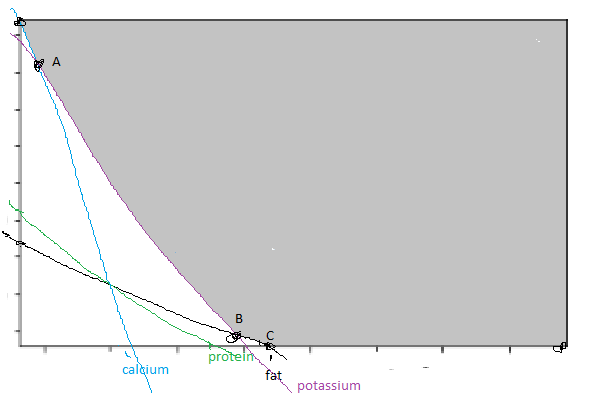 A
B
C
protein
calcium
fat
potassium